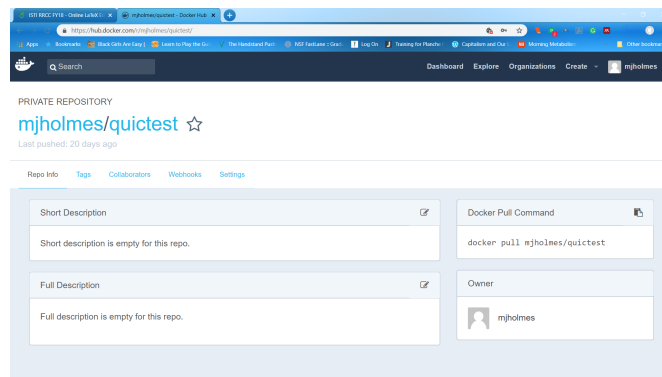 ISTI RRCC FY18 - Online LaTeX
mjholmes/quictest - Docker Hub
https://hub.docker.com/r/mjholmes/quictest/
Apps
Bookmarks
Black Girls Are Easy |
Learn to Play the Gu
The Handstand Push
NSF FastLane :: Grad
Log On
Training for Planche
Capitalism and Our
Morning Metabolic
Other bookmar
Search
Dashboard
Explore
Organizations
Create
mjholmes
PRIVATE REPOSITORY
mjholmes/quictest
Last pushed: 20 days ago
Repo Info
Tags
Collaborators
Webhooks
Settings
Short Description
Short description is empty for this repo.
Full Description
Full description is empty for this repo.
Docker Pull Command
docker pull mjholmes/quictest
Owner
mjholmes